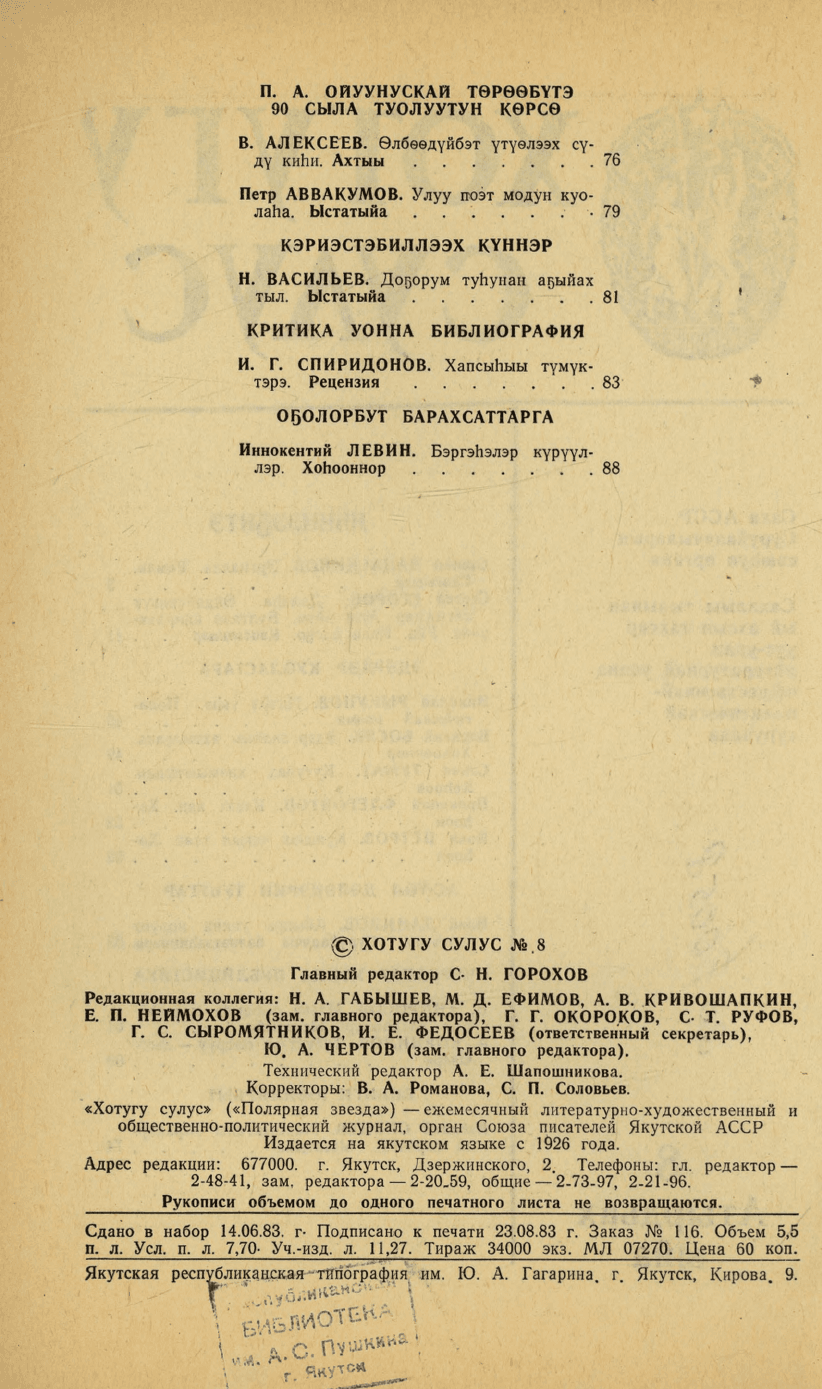 П. А. ОЙУУНУСКАЙ ТӨРӨӨБҮТЭ
90 СЫЛА ТУОЛУУТУН КӨРСӨ
В. АЛЕКСЕЕВ. Өлбөөдүйбэт үтүөлээх сү-
дү киһи. Ахтыы . . . . . . . 76
Петр АВВАКУМОВ. Улуу поэт модун куо-
лаһа. Ыстатыйа . . . . . . . 79
КЭРИЭСТЭБИЛЛЭЭХ КҮННЭР
Н. ВАСИЛЬЕВ. Доҕорум туһунан аҕыйах
тыл. Ыстатыйа . . . . . . . 81
КРИТИКА УОННА БИБЛИОГРАФИЯ
И. Г. СПИРИДОНОВ. Хапсыһыы түмүк-
тэрэ. Рецензия . . . . . . . 83
ОҔОЛОРБУТ БАРАХСАТТАРГА
Иннокентий ЛЕВИН. Бэргэһэлэр күрүүл-
лэр. Хоһооннор . . . . . . . 88
© ХОТУГУ СУЛУС № 8
Главный редактор С. Н. ГОРОХОВ
Редакционная коллегия: Н. А. ГАБЫШЕВ, М. Д. ЕФИМОВ, А. В. КРИВОШАПКИН,
Е. П. НЕЙМОХОВ (зам. главного редактора), Г. Г. ОКОРОКОВ, С. Т. РУФОВ,
Г. С. СЫРОМЯТНИКОВ, И. Е. ФЕДОСЕЕВ (ответственный секретарь),
Ю. А. ЧЕРТОВ (зам. главного редактора).
Технический редактор А. Е. Шапошникова.
Корректоры: В. А. Романова, С. П. Соловьев.
«Хотугу сулус» («Полярная звезда») — ежемесячный литературно-художественный и
общественно-политический журнал, орган Союза писателей Якутской АССР
Издается на якутском языке с 1926 года.
Адрес редакции: 677000. г. Якутск, Дзержинского, 2. Телефоны: гл. редактор —
2-48-41, зам. редактора — 2-20-59, общие — 2-73-97, 2-21-96.
Рукописи объемом до одного печатного листа не возвращаются.
Сдано в набор 14.06.83. г. Подписано к печати 23.08.83 г. Заказ № 116. Объем 5,5
п. л. Усл. п. л. 7,70. Уч.-изд. л. 11,27. Тираж 34000 экз. МЛ 07270. Цена 60 коп.
Якутская республиканская типография им. Ю. А. Гагарина. г. Якутск, Кирова. 9.
БИБЛИОТЕКА
им. А. С. Пушкина
г. Якутск